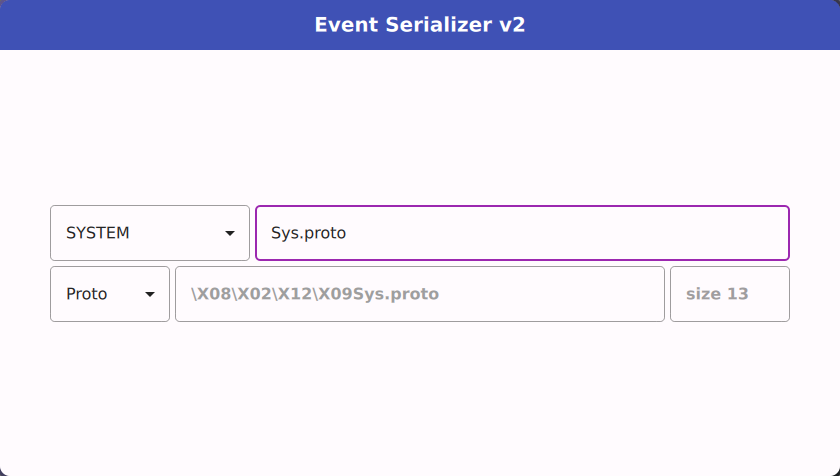 Event Serializer v2
SYSTEM
Sys.proto
Proto
\X08\X02\X12\X09Sys.proto
size 13